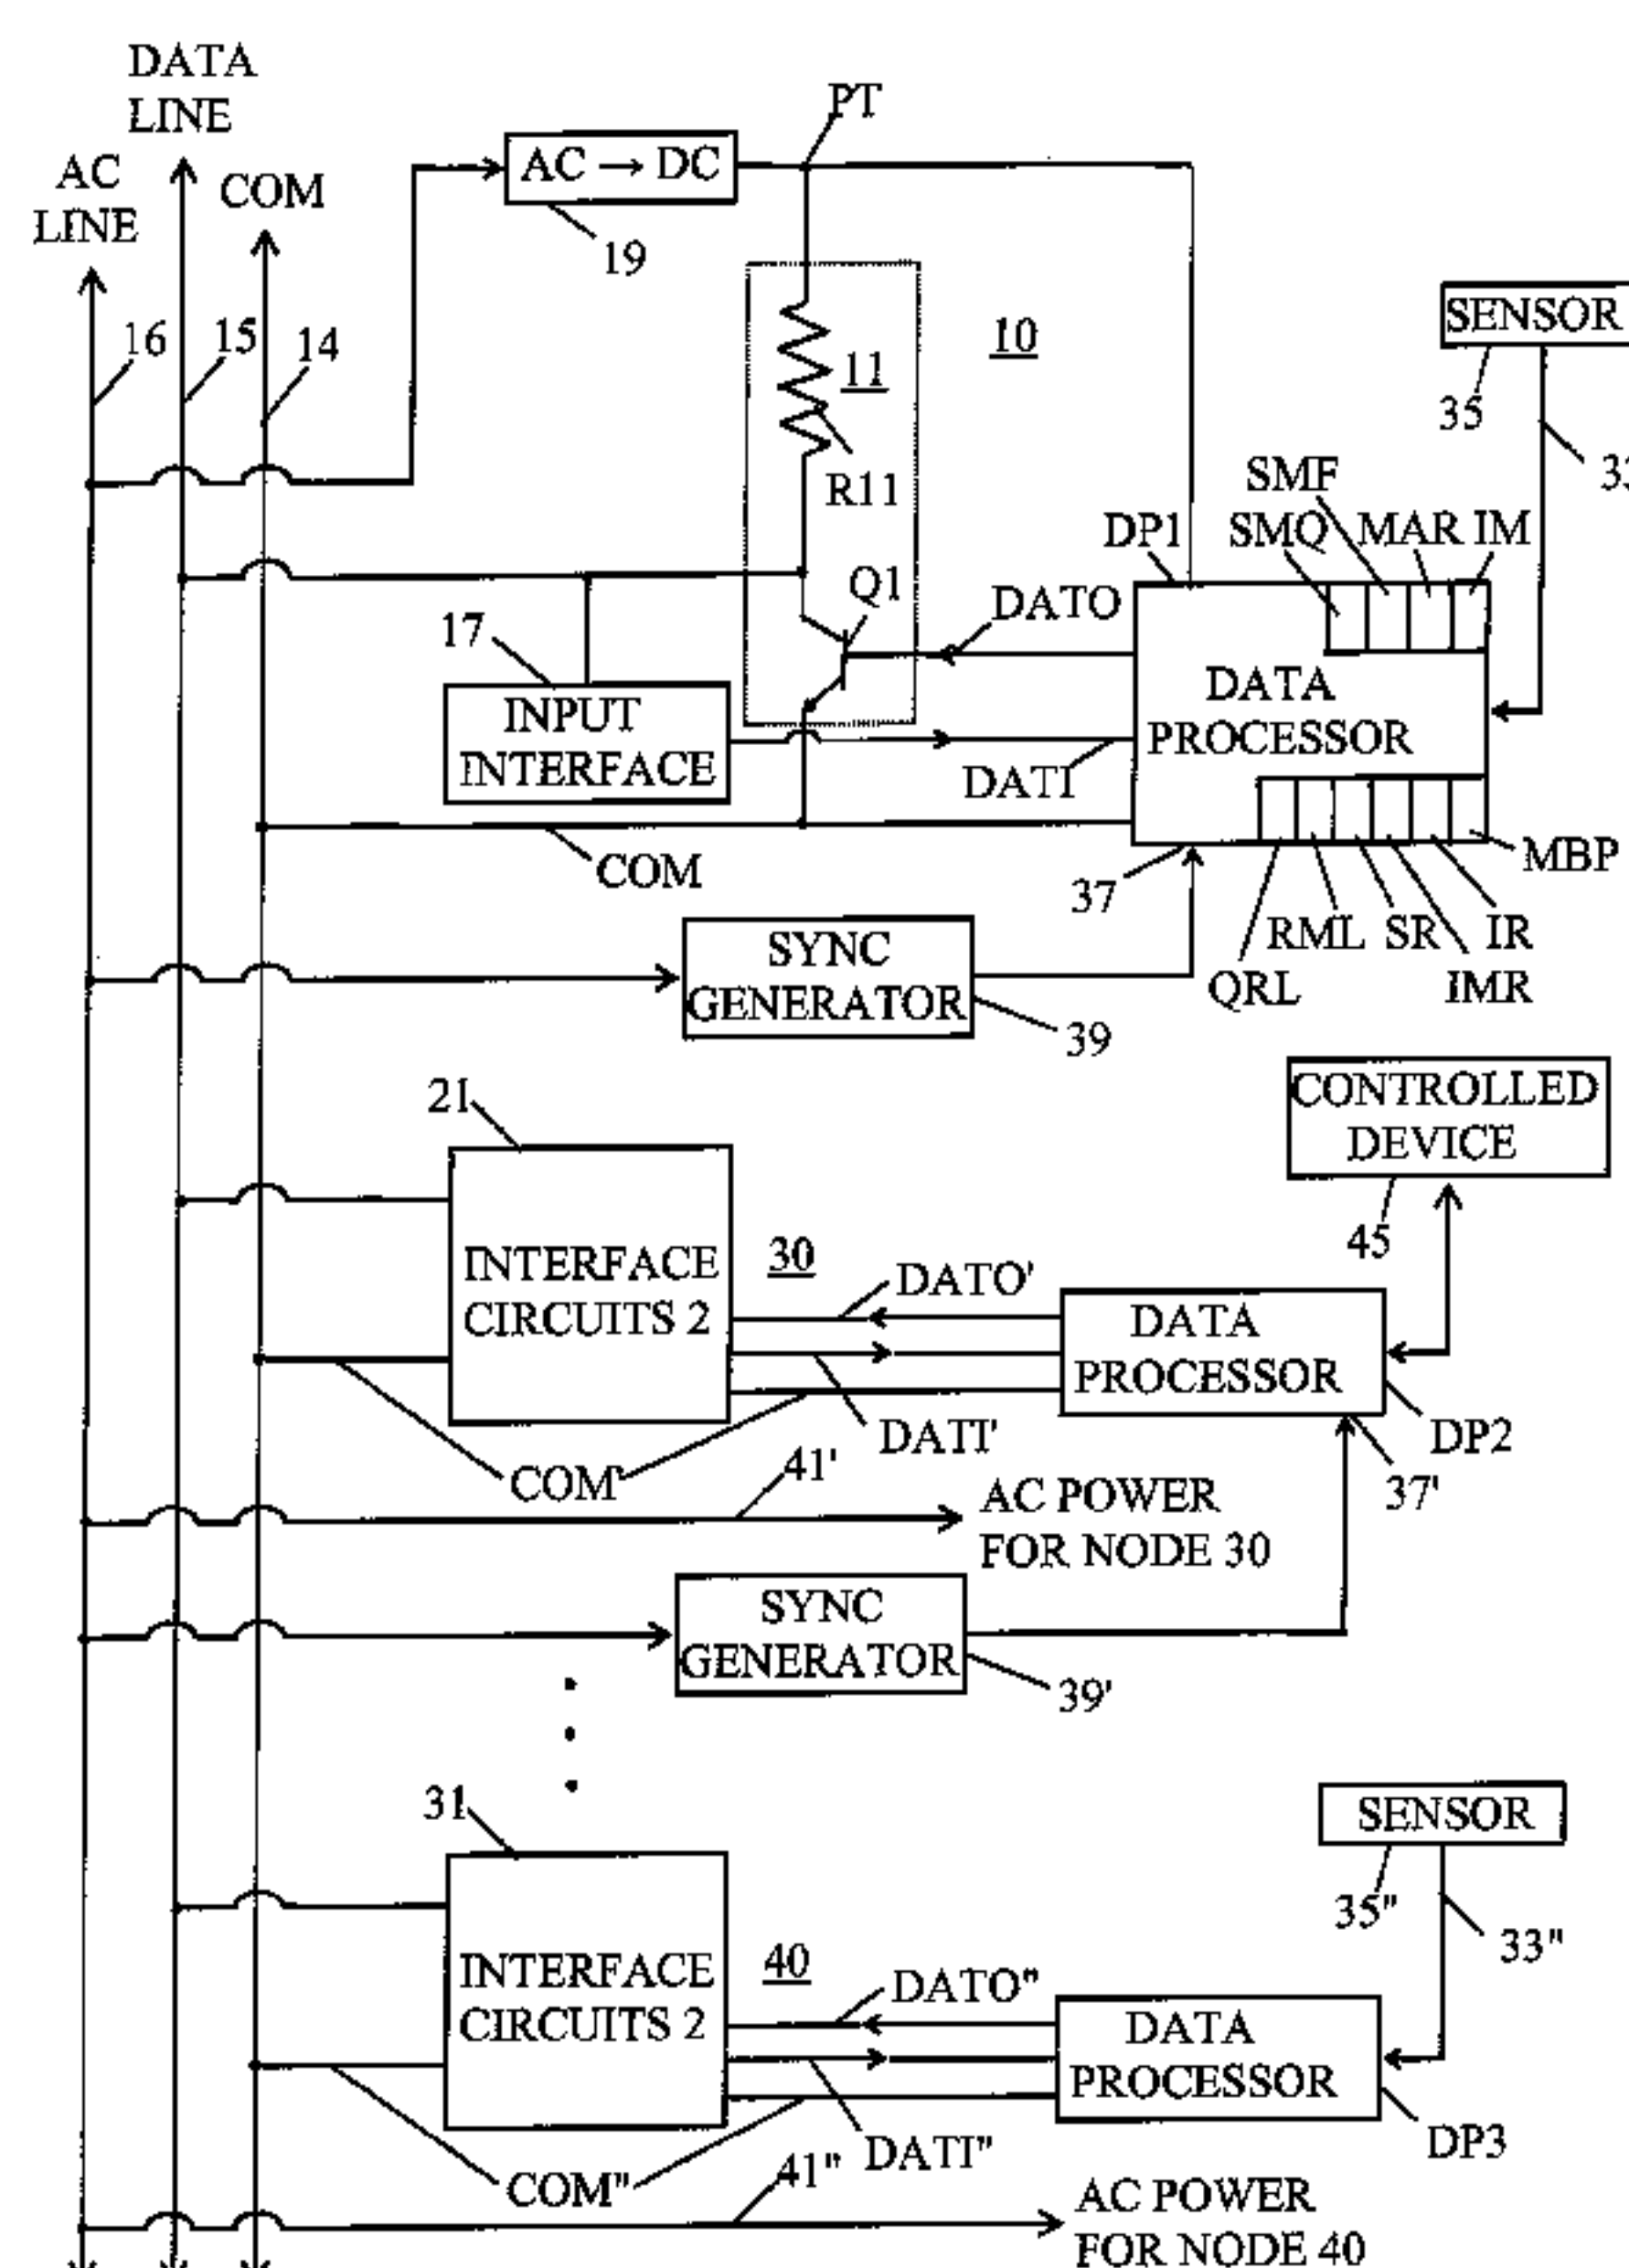 DATA
LINE
AC
LINE
COM
AC → DC
PT
19
16
15
14
10
11
R11
SENSOR
35
SMF
SMQ
MAR
IM
DP1
Q1
DATO
17
INPUT
INTERFACE
DATA
PROCESSOR
DATI
COM
37
MBP
RML
SR
IR
QRL
IMR
SYNC
GENERATOR
39
CONTROLLED
DEVICE
45
21
INTERFACE
CIRCUITS 2
30
DATO'
DATA
PROCESSOR
DATI'
DP2
COM'
41'
37'
AC POWER
FOR NODE 30
SYNC
GENERATOR
39'
31
SENSOR
35"
33"
INTERFACE
CIRCUITS 2
40
DATO"
DATA
PROCESSOR
DATI"
DP3
COM"
41"
AC POWER
FOR NODE 40